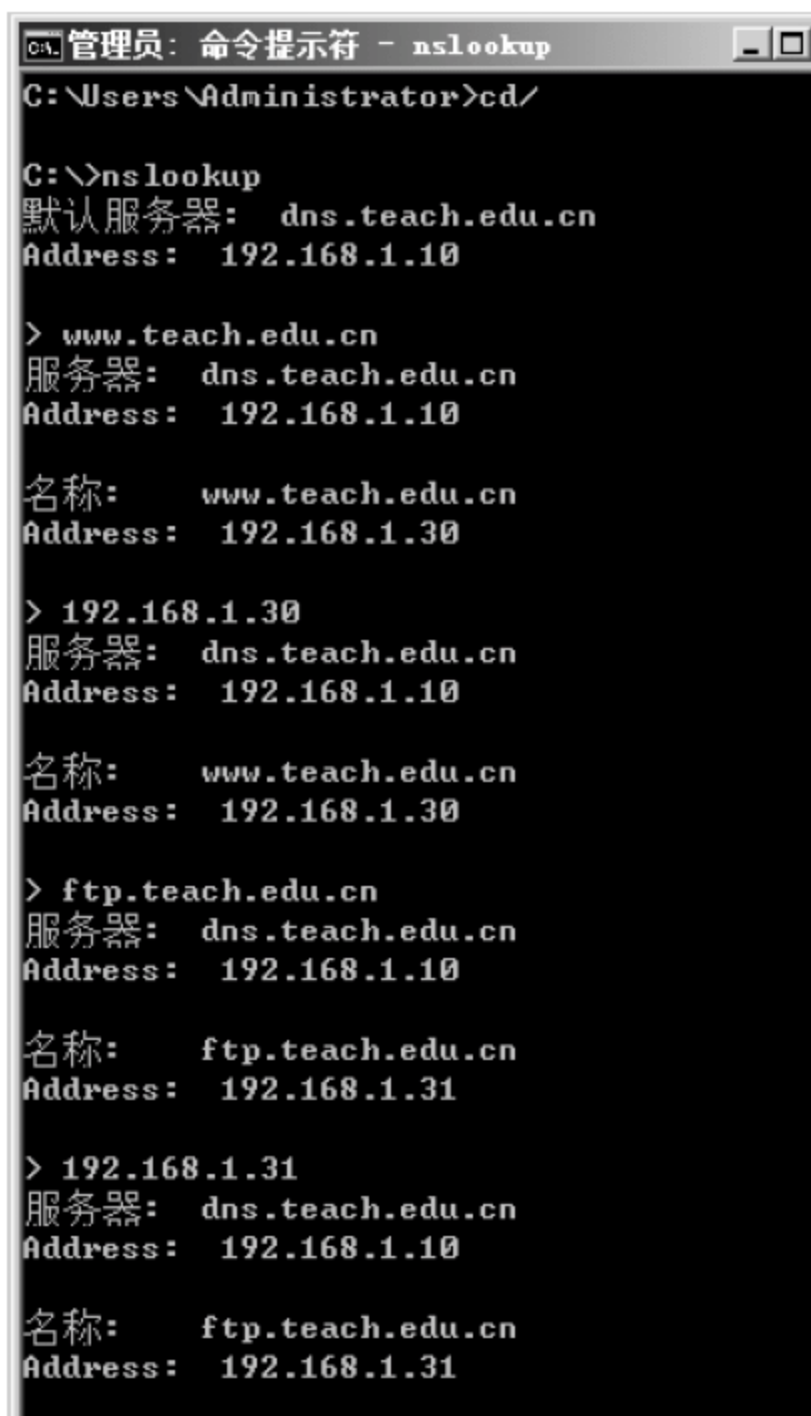 管理员: 命令提示符 - nslookup
C:\Users\Administrator>cd/
C:\>nslookup
默认服务器:  dns.teach.edu.cn
Address:  192.168.1.10
> www.teach.edu.cn
服务器:  dns.teach.edu.cn
Address:  192.168.1.10
名称:    www.teach.edu.cn
Address:  192.168.1.30
> 192.168.1.30
服务器:  dns.teach.edu.cn
Address:  192.168.1.10
名称:    www.teach.edu.cn
Address:  192.168.1.30
> ftp.teach.edu.cn
服务器:  dns.teach.edu.cn
Address:  192.168.1.10
名称:    ftp.teach.edu.cn
Address:  192.168.1.31
> 192.168.1.31
服务器:  dns.teach.edu.cn
Address:  192.168.1.10
名称:    ftp.teach.edu.cn
Address:  192.168.1.31